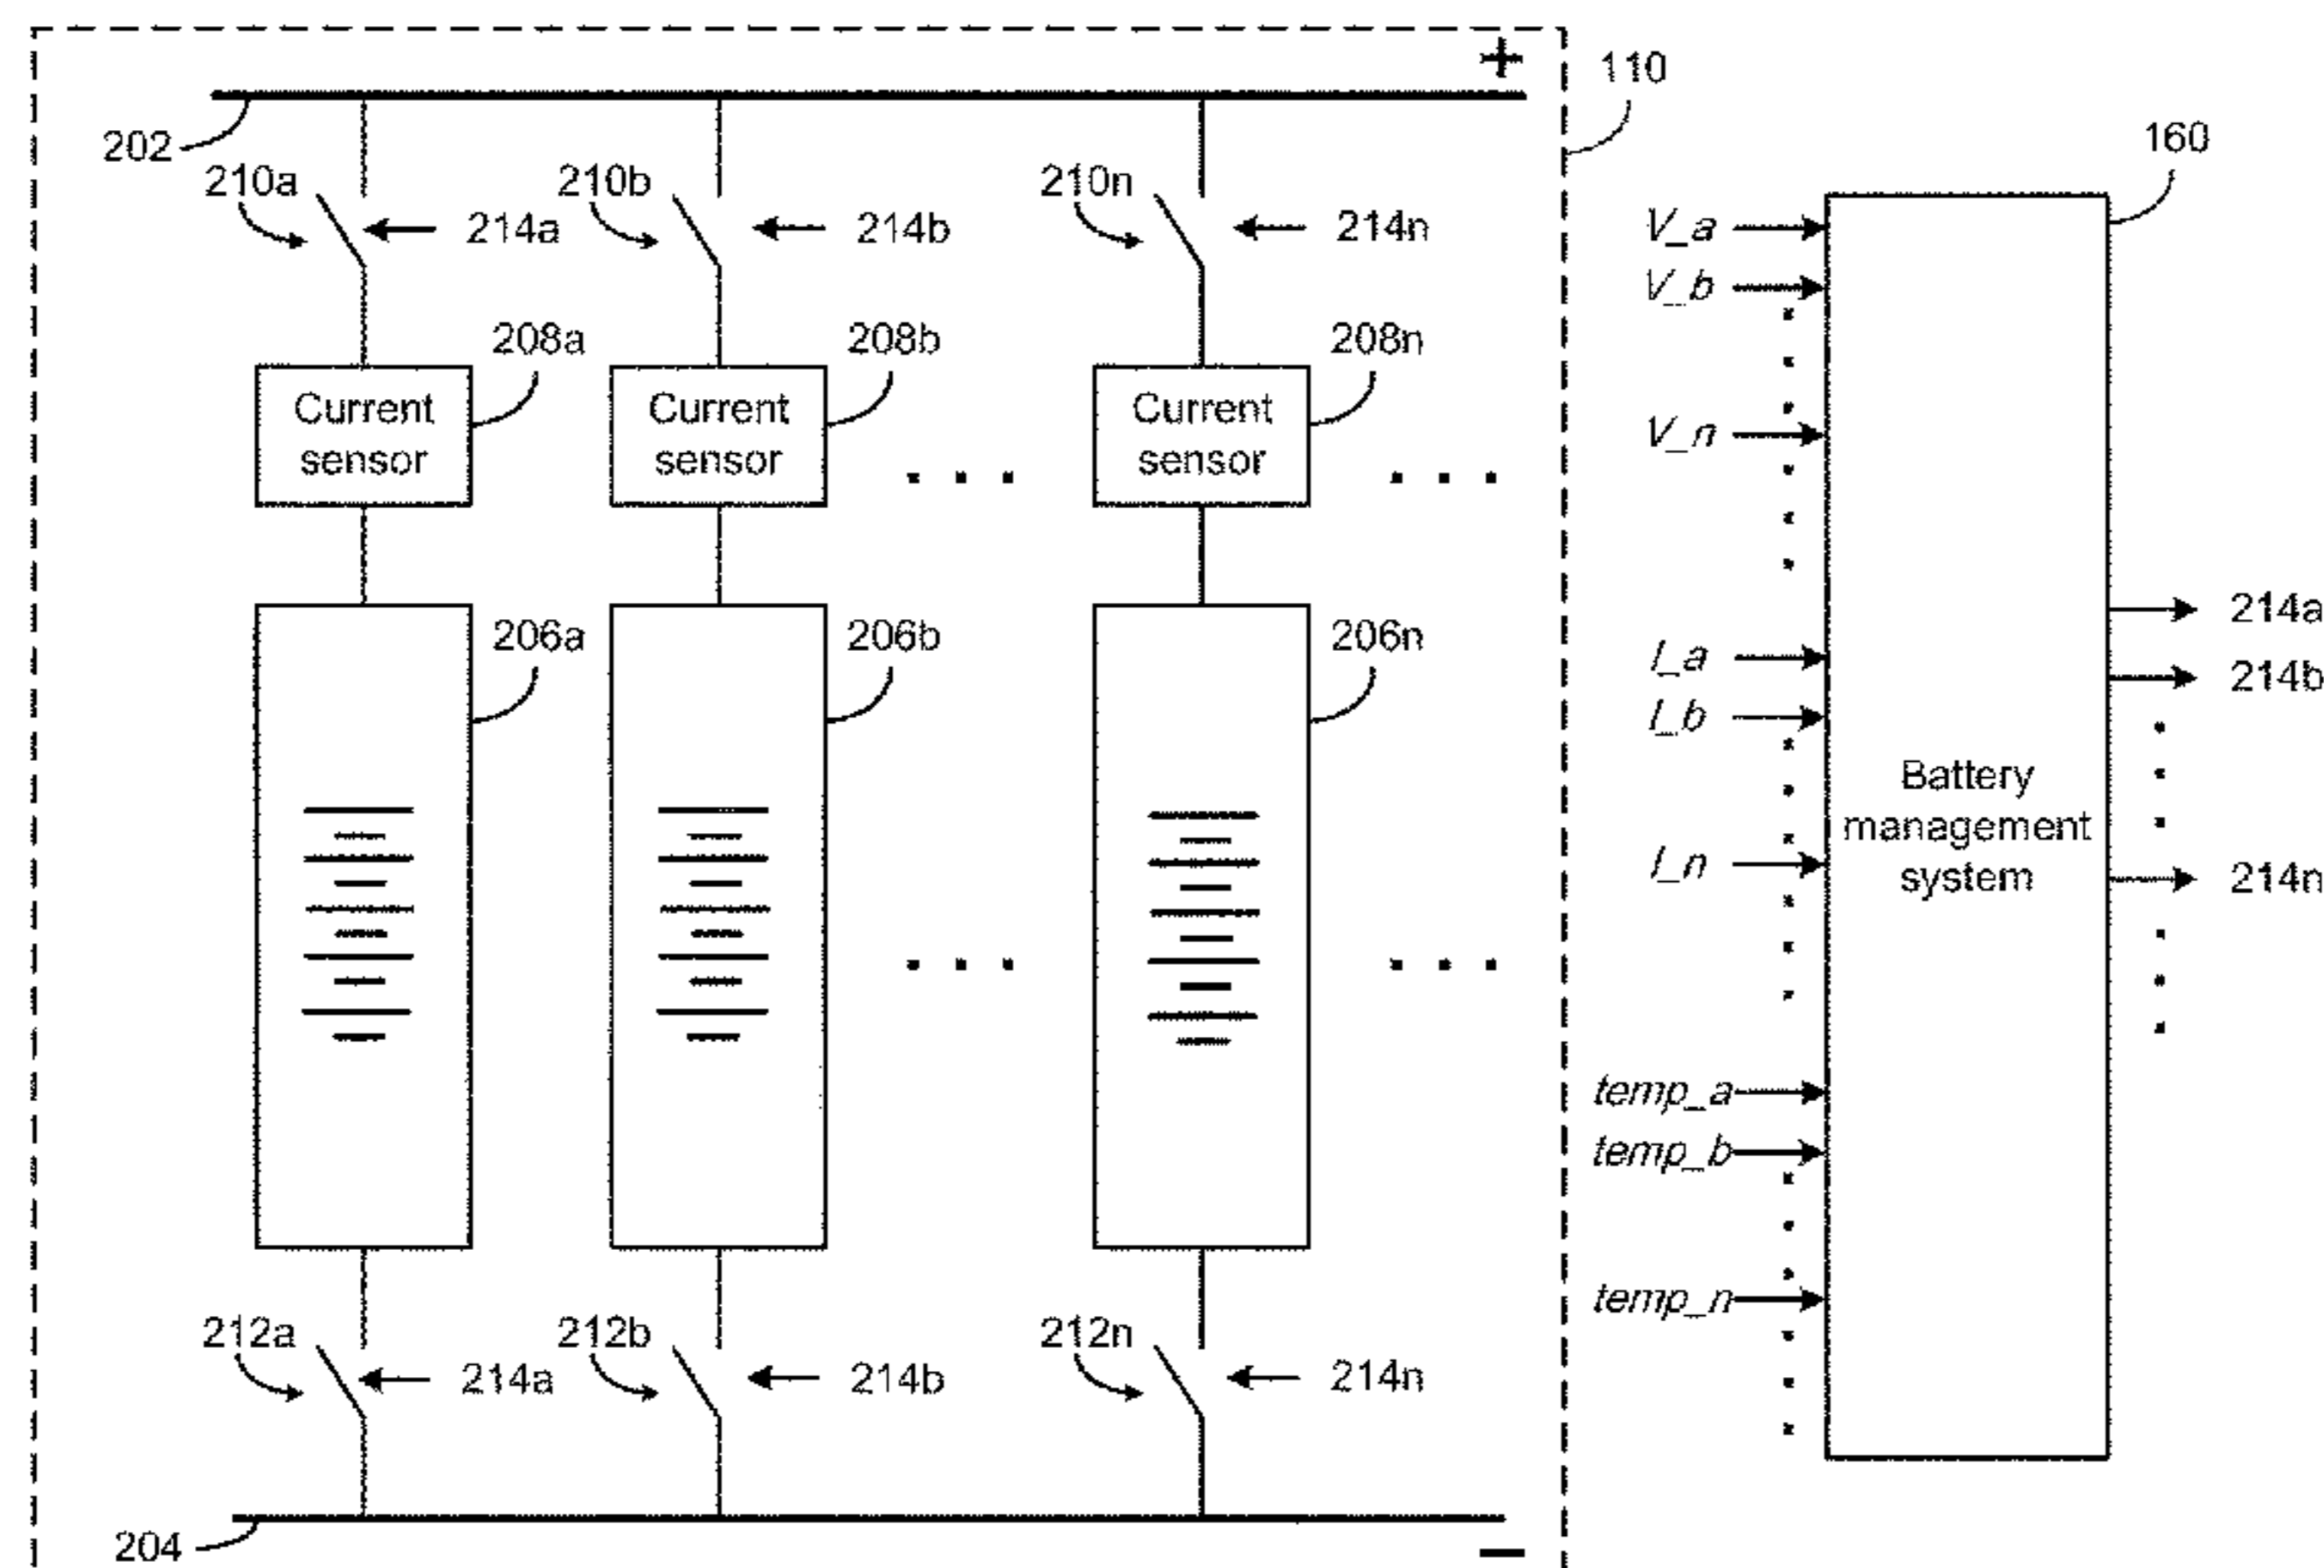 +
110
202
160
210a
210b
210n
214a
214b
214n
V_a
V_b
208a
208b
208n
Current
sensor
Current
sensor
Current
sensor
V_n
206a
206b
206n
I_a
I_b
I_n
214a
214b
Battery
management
system
214n
temp_a
temp_b
temp_n
212a
212b
212n
214a
214b
214n
204
−